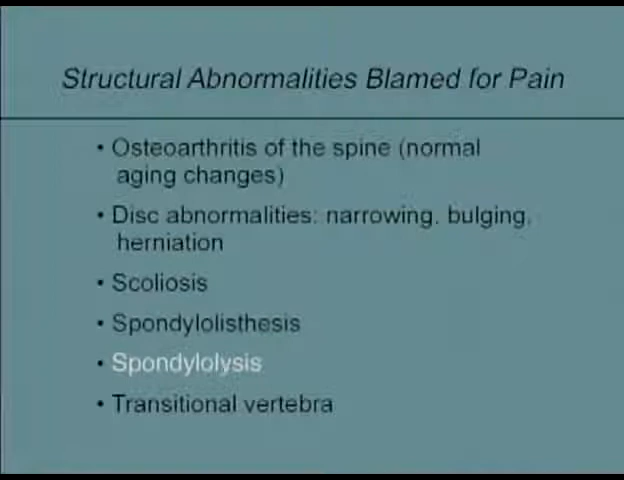 Structural Abnormalities Blamed for Pain
• Osteoarthritis of the spine (normal
aging changes)
• Disc abnormalities: narrowing, bulging,
herniation
• Scoliosis
• Spondylolisthesis
• Spondylolysis
• Transitional vertebra